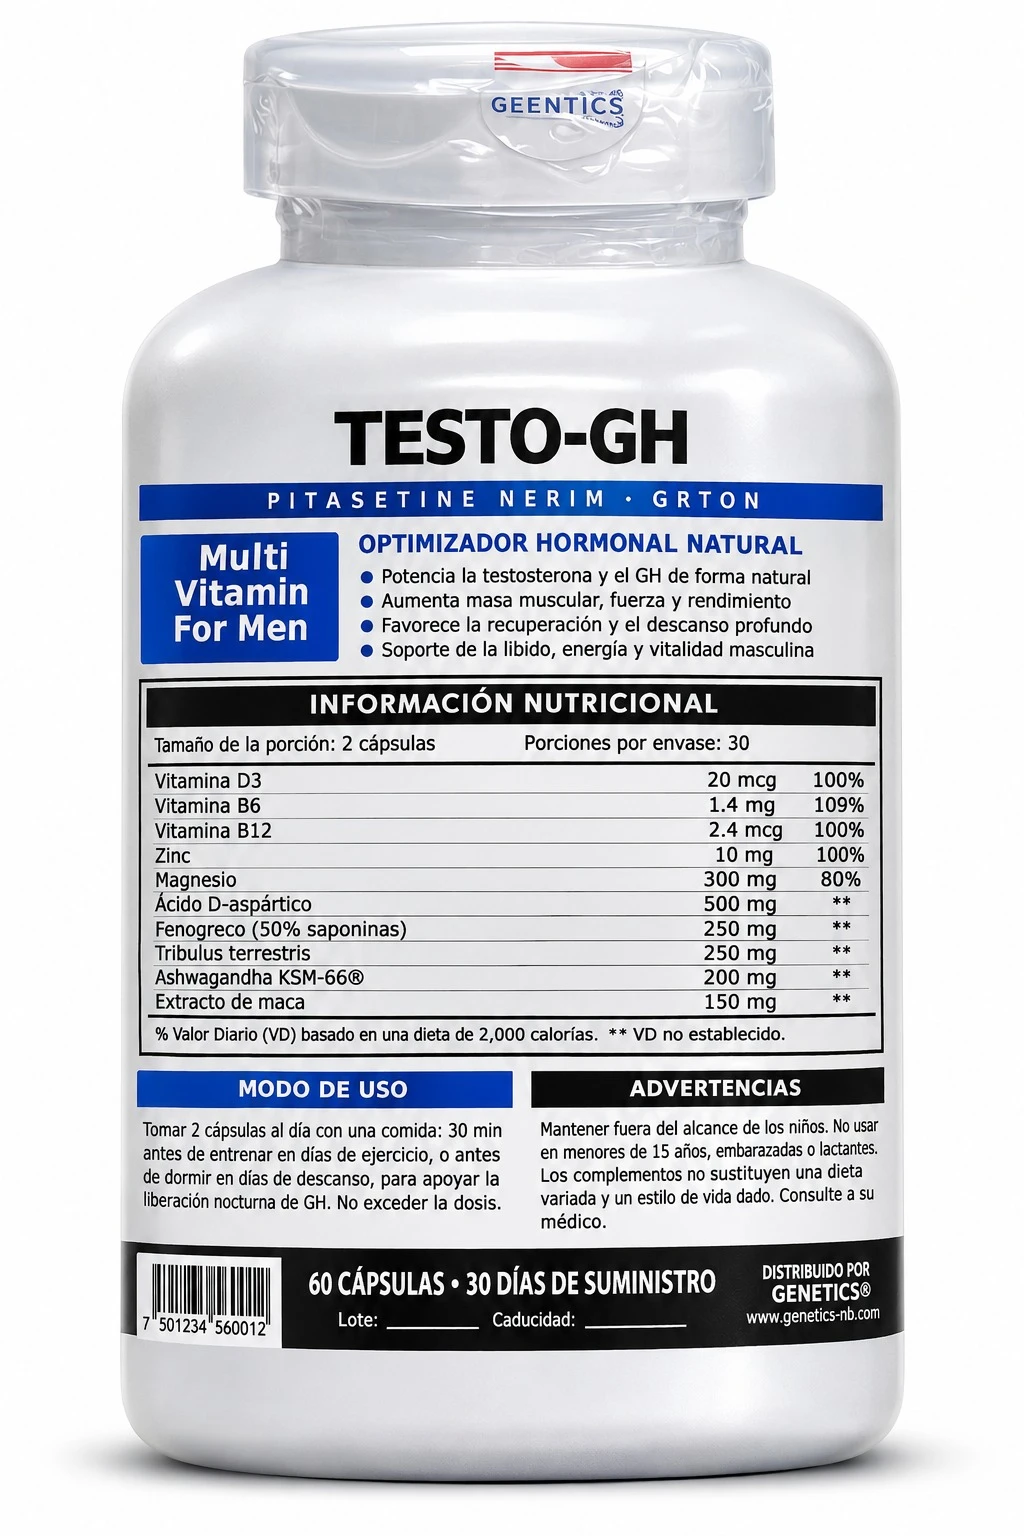 GEENTICS
TESTO-GH
PITASETINE NERIM · GRTON
Multi
Vitamin
For Men
OPTIMIZADOR HORMONAL NATURAL
● Potencia la testosterona y el GH de forma natural
● Aumenta masa muscular, fuerza y rendimiento
● Favorece la recuperación y el descanso profundo
● Soporte de la libido, energía y vitalidad masculina
INFORMACIÓN NUTRICIONAL
Tamaño de la porción: 2 cápsulas Porciones por envase: 30
Vitamina D3 20 mcg 100%
Vitamina B6 1.4 mg 109%
Vitamina B12 2.4 mcg 100%
Zinc 10 mg 100%
Magnesio 300 mg 80%
Ácido D-aspártico 500 mg **
Fenogreco (50% saponinas) 250 mg **
Tribulus terrestris 250 mg **
Ashwagandha KSM-66® 200 mg **
Extracto de maca 150 mg **
% Valor Diario (VD) basado en una dieta de 2,000 calorías. ** VD no establecido.
MODO DE USO
Tomar 2 cápsulas al día con una comida: 30 min
antes de entrenar en días de ejercicio, o antes
de dormir en días de descanso, para apoyar la
liberación nocturna de GH. No exceder la dosis.
ADVERTENCIAS
Mantener fuera del alcance de los niños. No usar
en menores de 15 años, embarazadas o lactantes.
Los complementos no sustituyen una dieta
variada y un estilo de vida dado. Consulte a su
médico.
7 501234 560012
60 CÁPSULAS • 30 DÍAS DE SUMINISTRO
Lote: ________ Caducidad: ________
DISTRIBUIDO POR
GENETICS®
www.genetics-nb.com